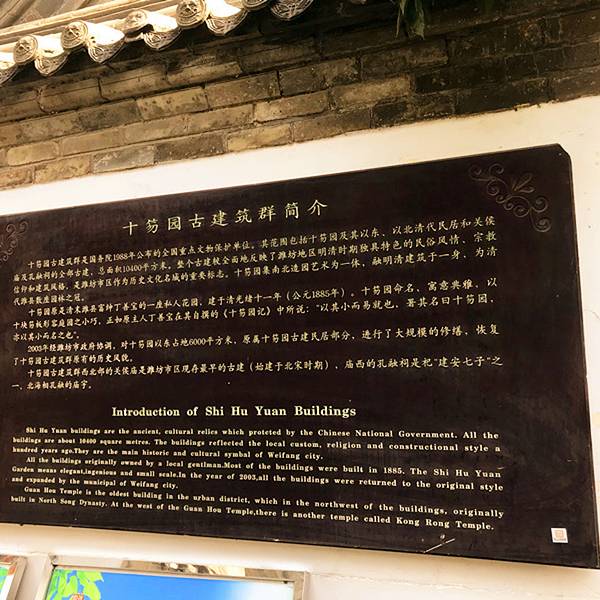 十笏园古建筑群简介
十笏园古建筑群是国务院1988年公布的全国重点文物保护单位。其范围包括十笏园及其以东、以北清代民居和关侯
庙及孔融祠的全部古建，总面积10400平方米。整个古建较全面地反映了潍坊地区明清时期独具特色的民俗风情、宗教
信仰和建筑风格，是潍坊市区作为历史文化名城的重要标志。十笏园集南北造园艺术为一体，融明清建筑于一身，为清
代潍县数座园林之冠。
十笏园原是清末潍县富绅丁善宝的一座私人花园，建于清光绪十一年（公元1885年）。十笏园命名，寓意典雅，以
十块笏板形容庭园之小巧，正如原主人丁善宝在其自撰的《十笏园记》中所说：“以其小而易就也，署其名曰十笏园，
亦以其小而名之也”。
2003年经潍坊市政府协调，对十笏园以东占地6000平方米，原属十笏园古建民居部分，进行了大规模的修缮，恢复
了十笏园古建筑群原有的历史风貌。
十笏园古建筑群西北部的关侯庙是潍坊市区现存最早的古建（始建于北宋时期），庙西的孔融祠是祀“建安七子”之
一、北海相孔融的庙宇。
Introduction of Shi Hu Yuan Buildings
Shi Hu Yuan buildings are the ancient, cultural relics which protcted by the Chinese National Government. All the
buildings are about 10400 square metres. The buildings reflected the local custom, religion and constructional style a
hundred years ago.They are the main historic and cultural symbal of Weifang city.
All the buildings originally owned by a local gentlman.Most of the buildings were built in 1885. The Shi Hu Yuan
Garden means elegant,ingenious and small scale.In the year of 2003,all the buildings were returned to the original style
and expanded by the municipal of Weifang city.
Guan Hou Temple is the oldest building in the urban district, which in the northwest of the buildings, originally
built in North Song Dynasty. At the west of the Guan Hou Temple,there is another temple called Kong Rong Temple.